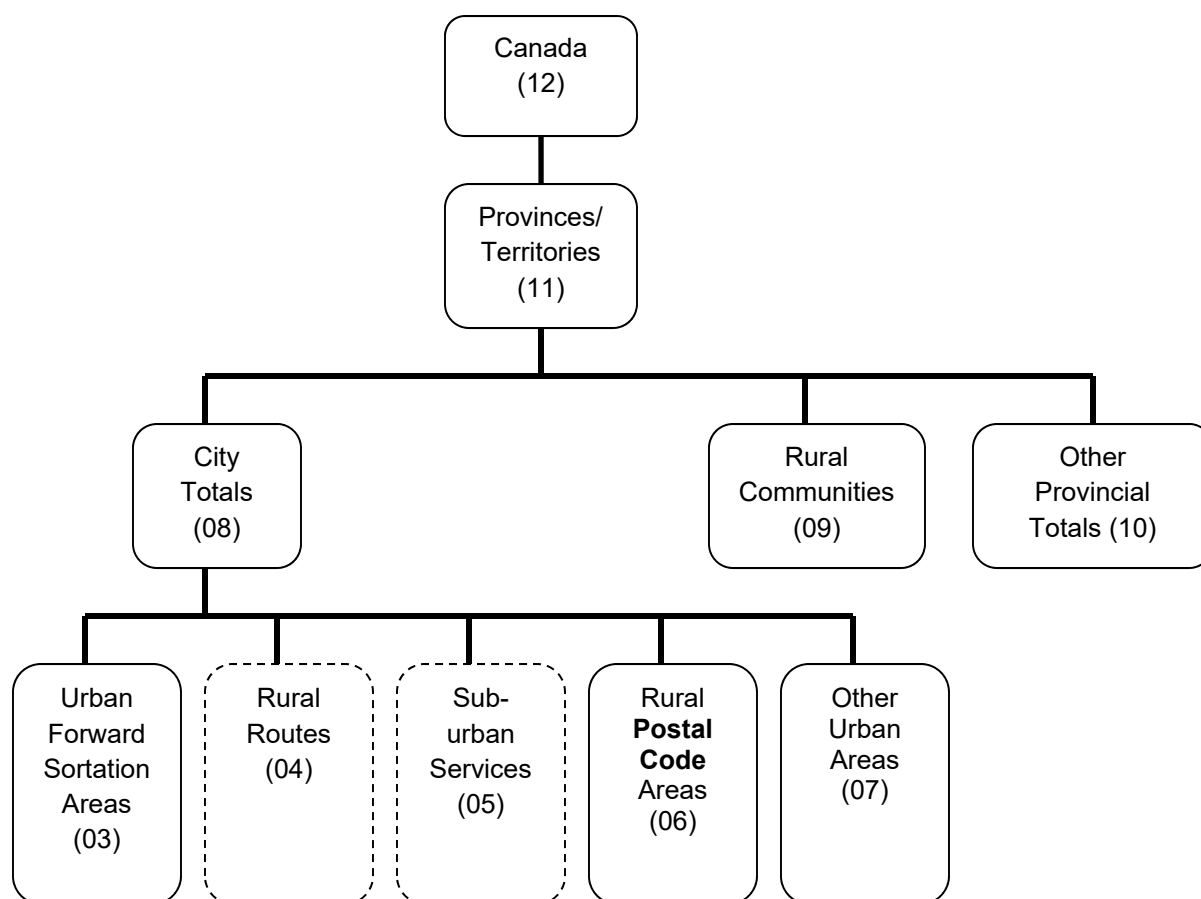 Canada
(12)
Provinces/
Territories
(11)
City
Totals
(08)
Rural
Communities
(09)
Other
Provincial
Totals (10)
Urban
Forward
Sortation
Areas
(03)
Rural
Routes
(04)
Sub-
urban
Services
(05)
Rural
Postal
Code
Areas
(06)
Other
Urban
Areas
(07)